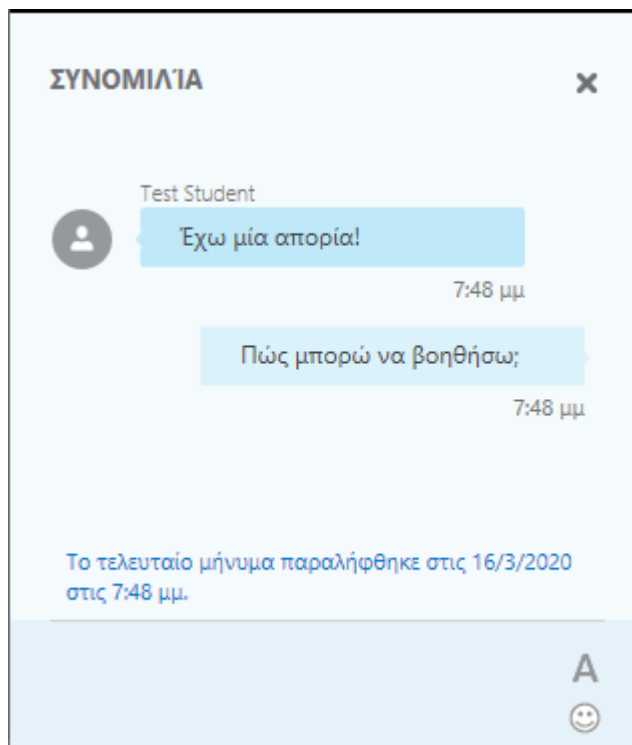 ΣΥΝΟΜΙΛΊΑ
Test Student
Έχω μία απορία!
7:48 μμ
Πώς μπορώ να βοηθήσω;
7:48 μμ
Το τελευταίο μήνυμα παραλήφθηκε στις 16/3/2020
στις 7:48 μμ.
A